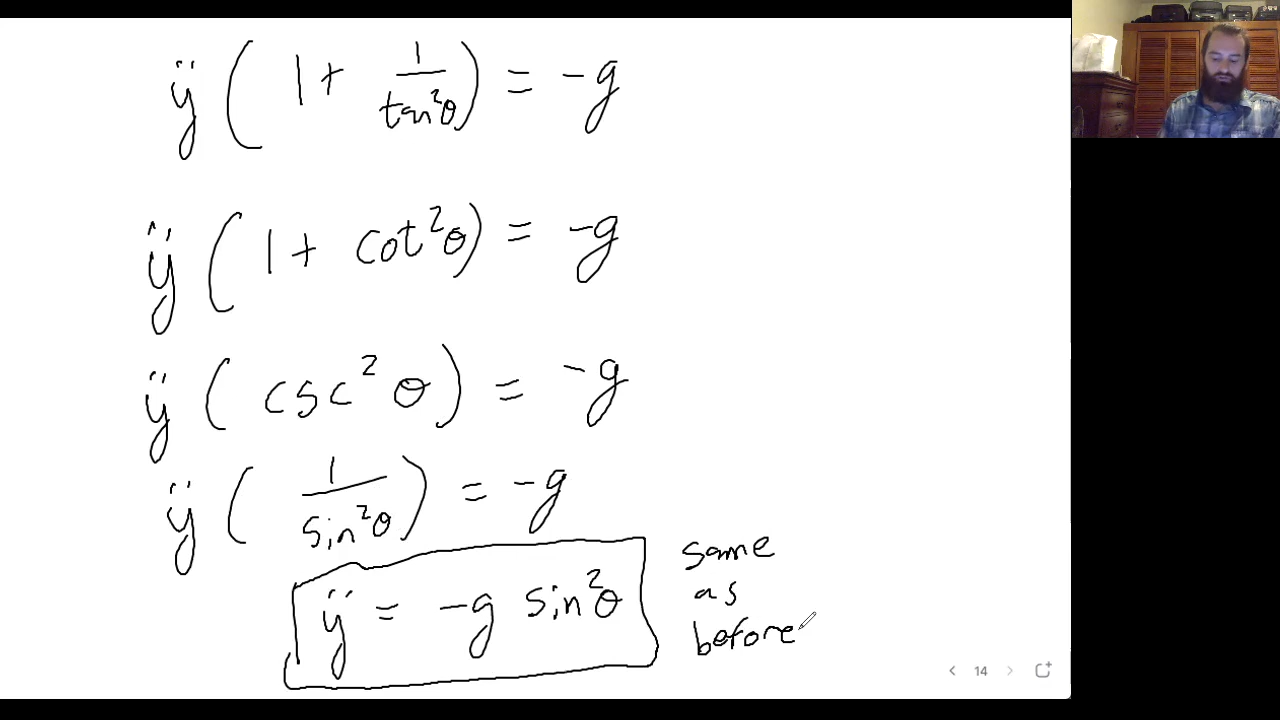 ÿ ( 1 + 1/tan²θ ) = -g
ÿ ( 1 + cot²θ ) = -g
ÿ ( csc²θ ) = -g
ÿ ( 1/sin²θ ) = -g
ÿ = -g sin²θ
same
as
before
< 14 >